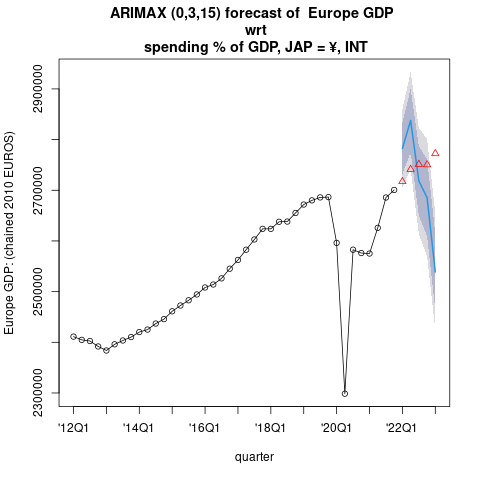 ARIMAX (0,3,15) forecast of  Europe GDP
wrt
spending % of GDP, JAP = ¥, INT
Europe GDP: (chained 2010 EUROS)
2900000
2700000
2500000
2300000
'12Q1 '14Q1 '16Q1 '18Q1 '20Q1 '22Q1
quarter